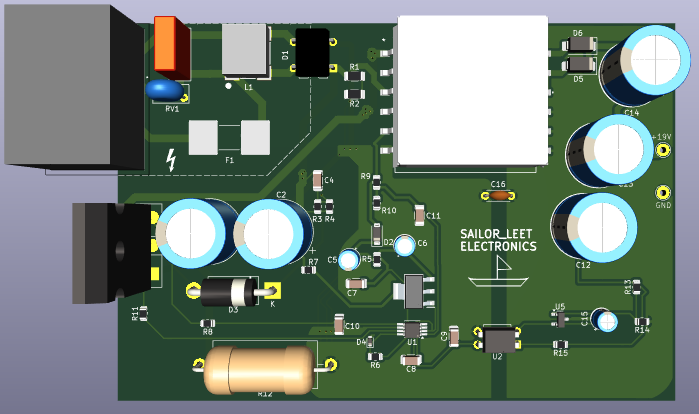 D6
D1
R1
D5
L1
R2
C14
RV1
+19V
F1
C13
C4
R9
C16
C2
R3 R4
R10
C11
GND
SAILOR_LEET
ELECTRONICS
D2
C6
C5
R5
R7
C12
C7
R13
D3
K
R11
U5
C15
C10
R8
U1
R14
C9
D4
U2
R15
R6
C8
R12